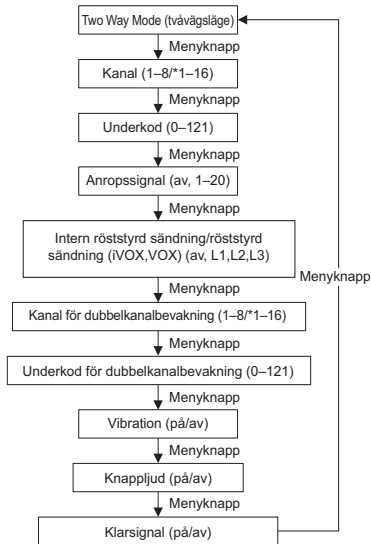 Two Way Mode (tvåvägsläge)
Menyknapp
Kanal (1–8/*1–16)
Menyknapp
Underkod (0–121)
Menyknapp
Anropssignal (av, 1–20)
Menyknapp
Intern röststyrd sändning/röststyrd
sändning (iVOX,VOX) (av, L1,L2,L3)
Menyknapp
Menyknapp
Kanal för dubbelkanalbevakning (1–8/*1–16)
Menyknapp
Underkod för dubbelkanalbevakning (0–121)
Menyknapp
Vibration (på/av)
Menyknapp
Knappljud (på/av)
Menyknapp
Klarsignal (på/av)